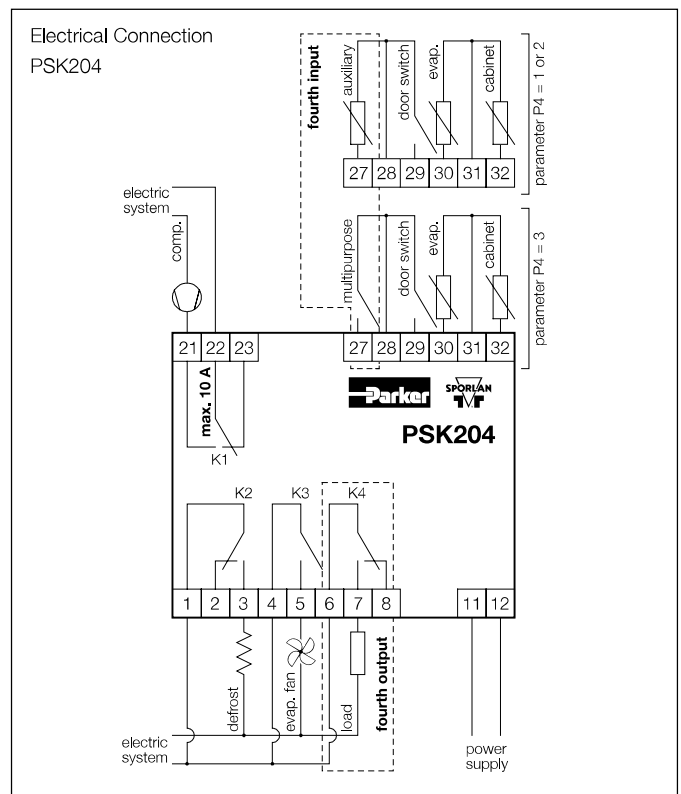 Electrical Connection
PSK204
fourth input
auxiliary
door switch
evap.
cabinet
parameter P4 = 1 or 2
27 28 29 30 31 32
electric
system
comp.
multipurpose
door switch
evap.
cabinet
parameter P4 = 3
21 22 23
27 28 29 30 31 32
max. 10 A
K1
Parker
SPORLAN
PSK204
K2 K3 K4
1 2 3 4 5 6 7 8
11 12
defrost
evap. fan
load
fourth output
electric
system
power
supply